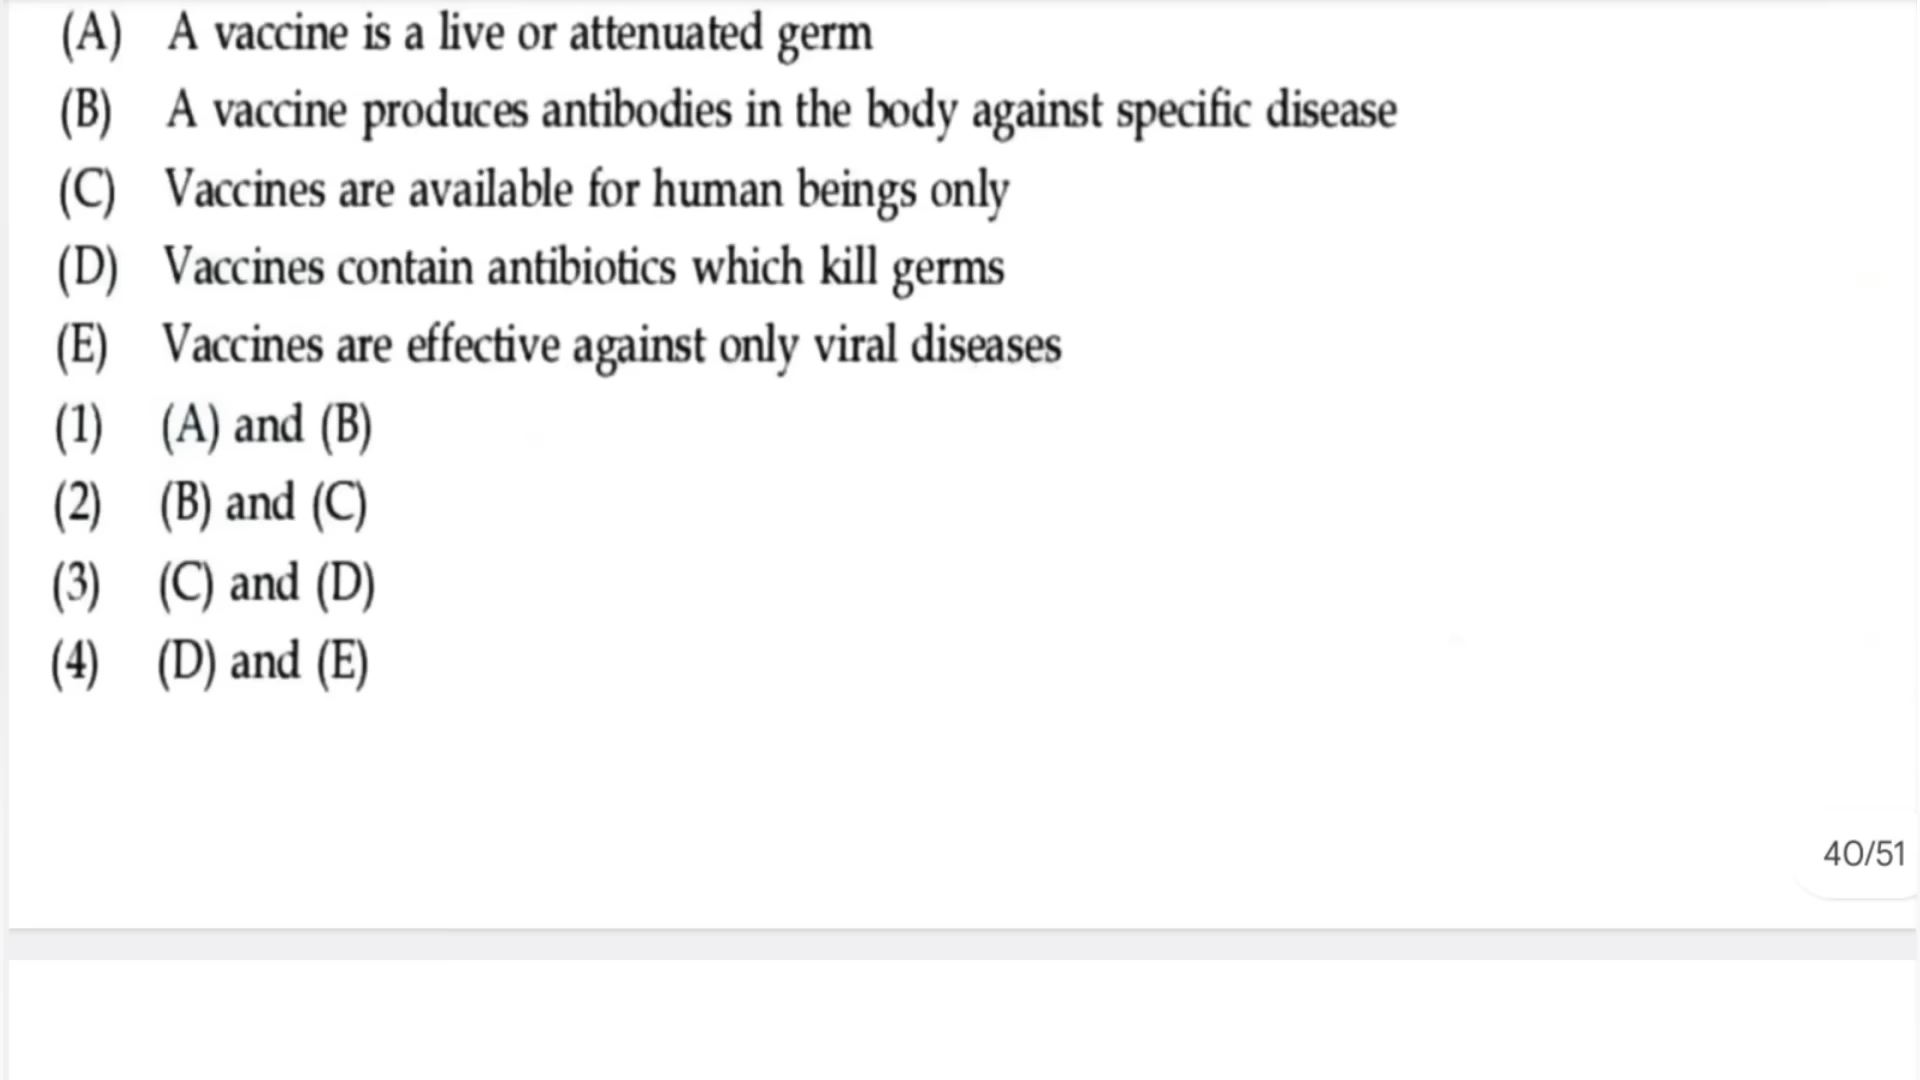 (A) A vaccine is a live or attenuated germ
(B) A vaccine produces antibodies in the body against specific disease
(C) Vaccines are available for human beings only
(D) Vaccines contain antibiotics which kill germs
(E) Vaccines are effective against only viral diseases
(1) (A) and (B)
(2) (B) and (C)
(3) (C) and (D)
(4) (D) and (E)
40/51